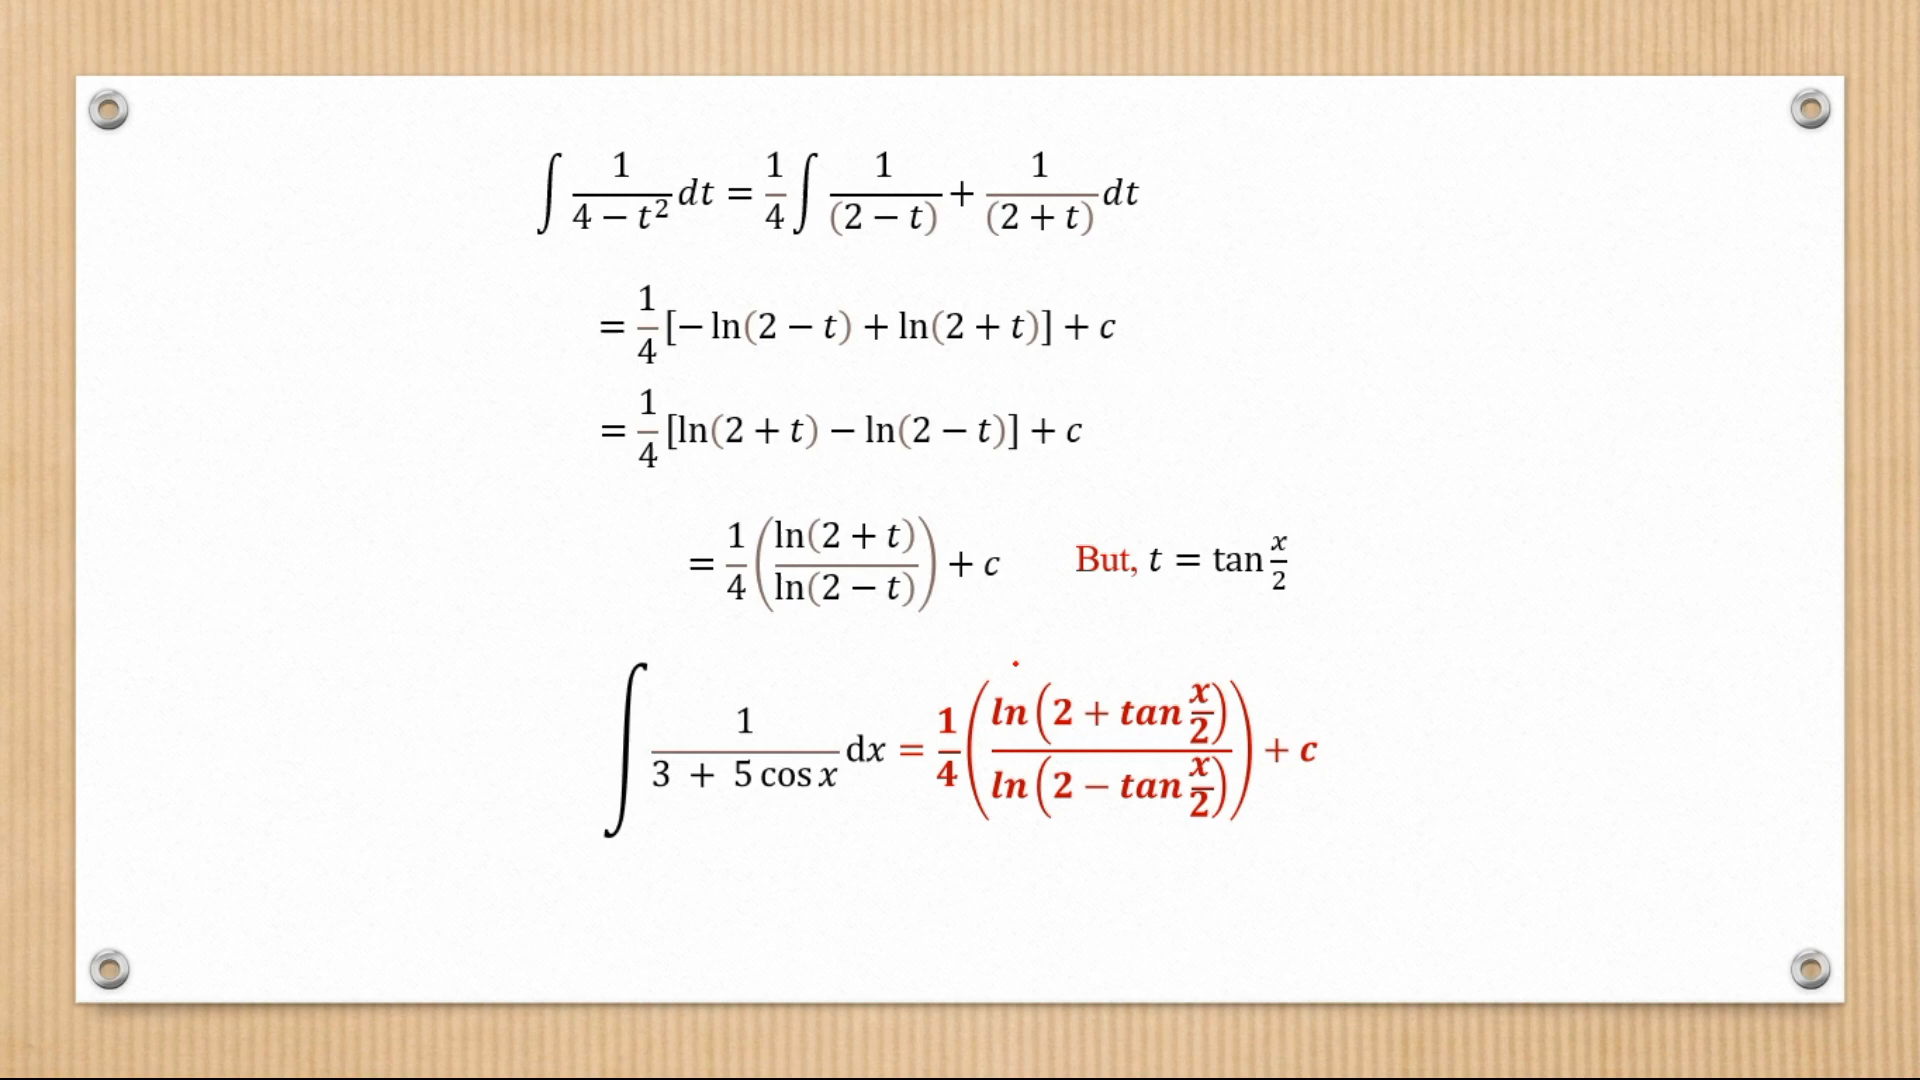 ∫ 1/(4 − t²) dt = 1/4 ∫ 1/(2 − t) + 1/(2 + t) dt
= 1/4 [− ln(2 − t) + ln(2 + t)] + c
= 1/4 [ln(2 + t) − ln(2 − t)] + c
= 1/4 (ln(2 + t)/ln(2 − t)) + c But, t = tan x/2
∫ 1/(3 + 5 cos x) dx = 1/4 (ln(2 + tan x/2)/ln(2 − tan x/2)) + c